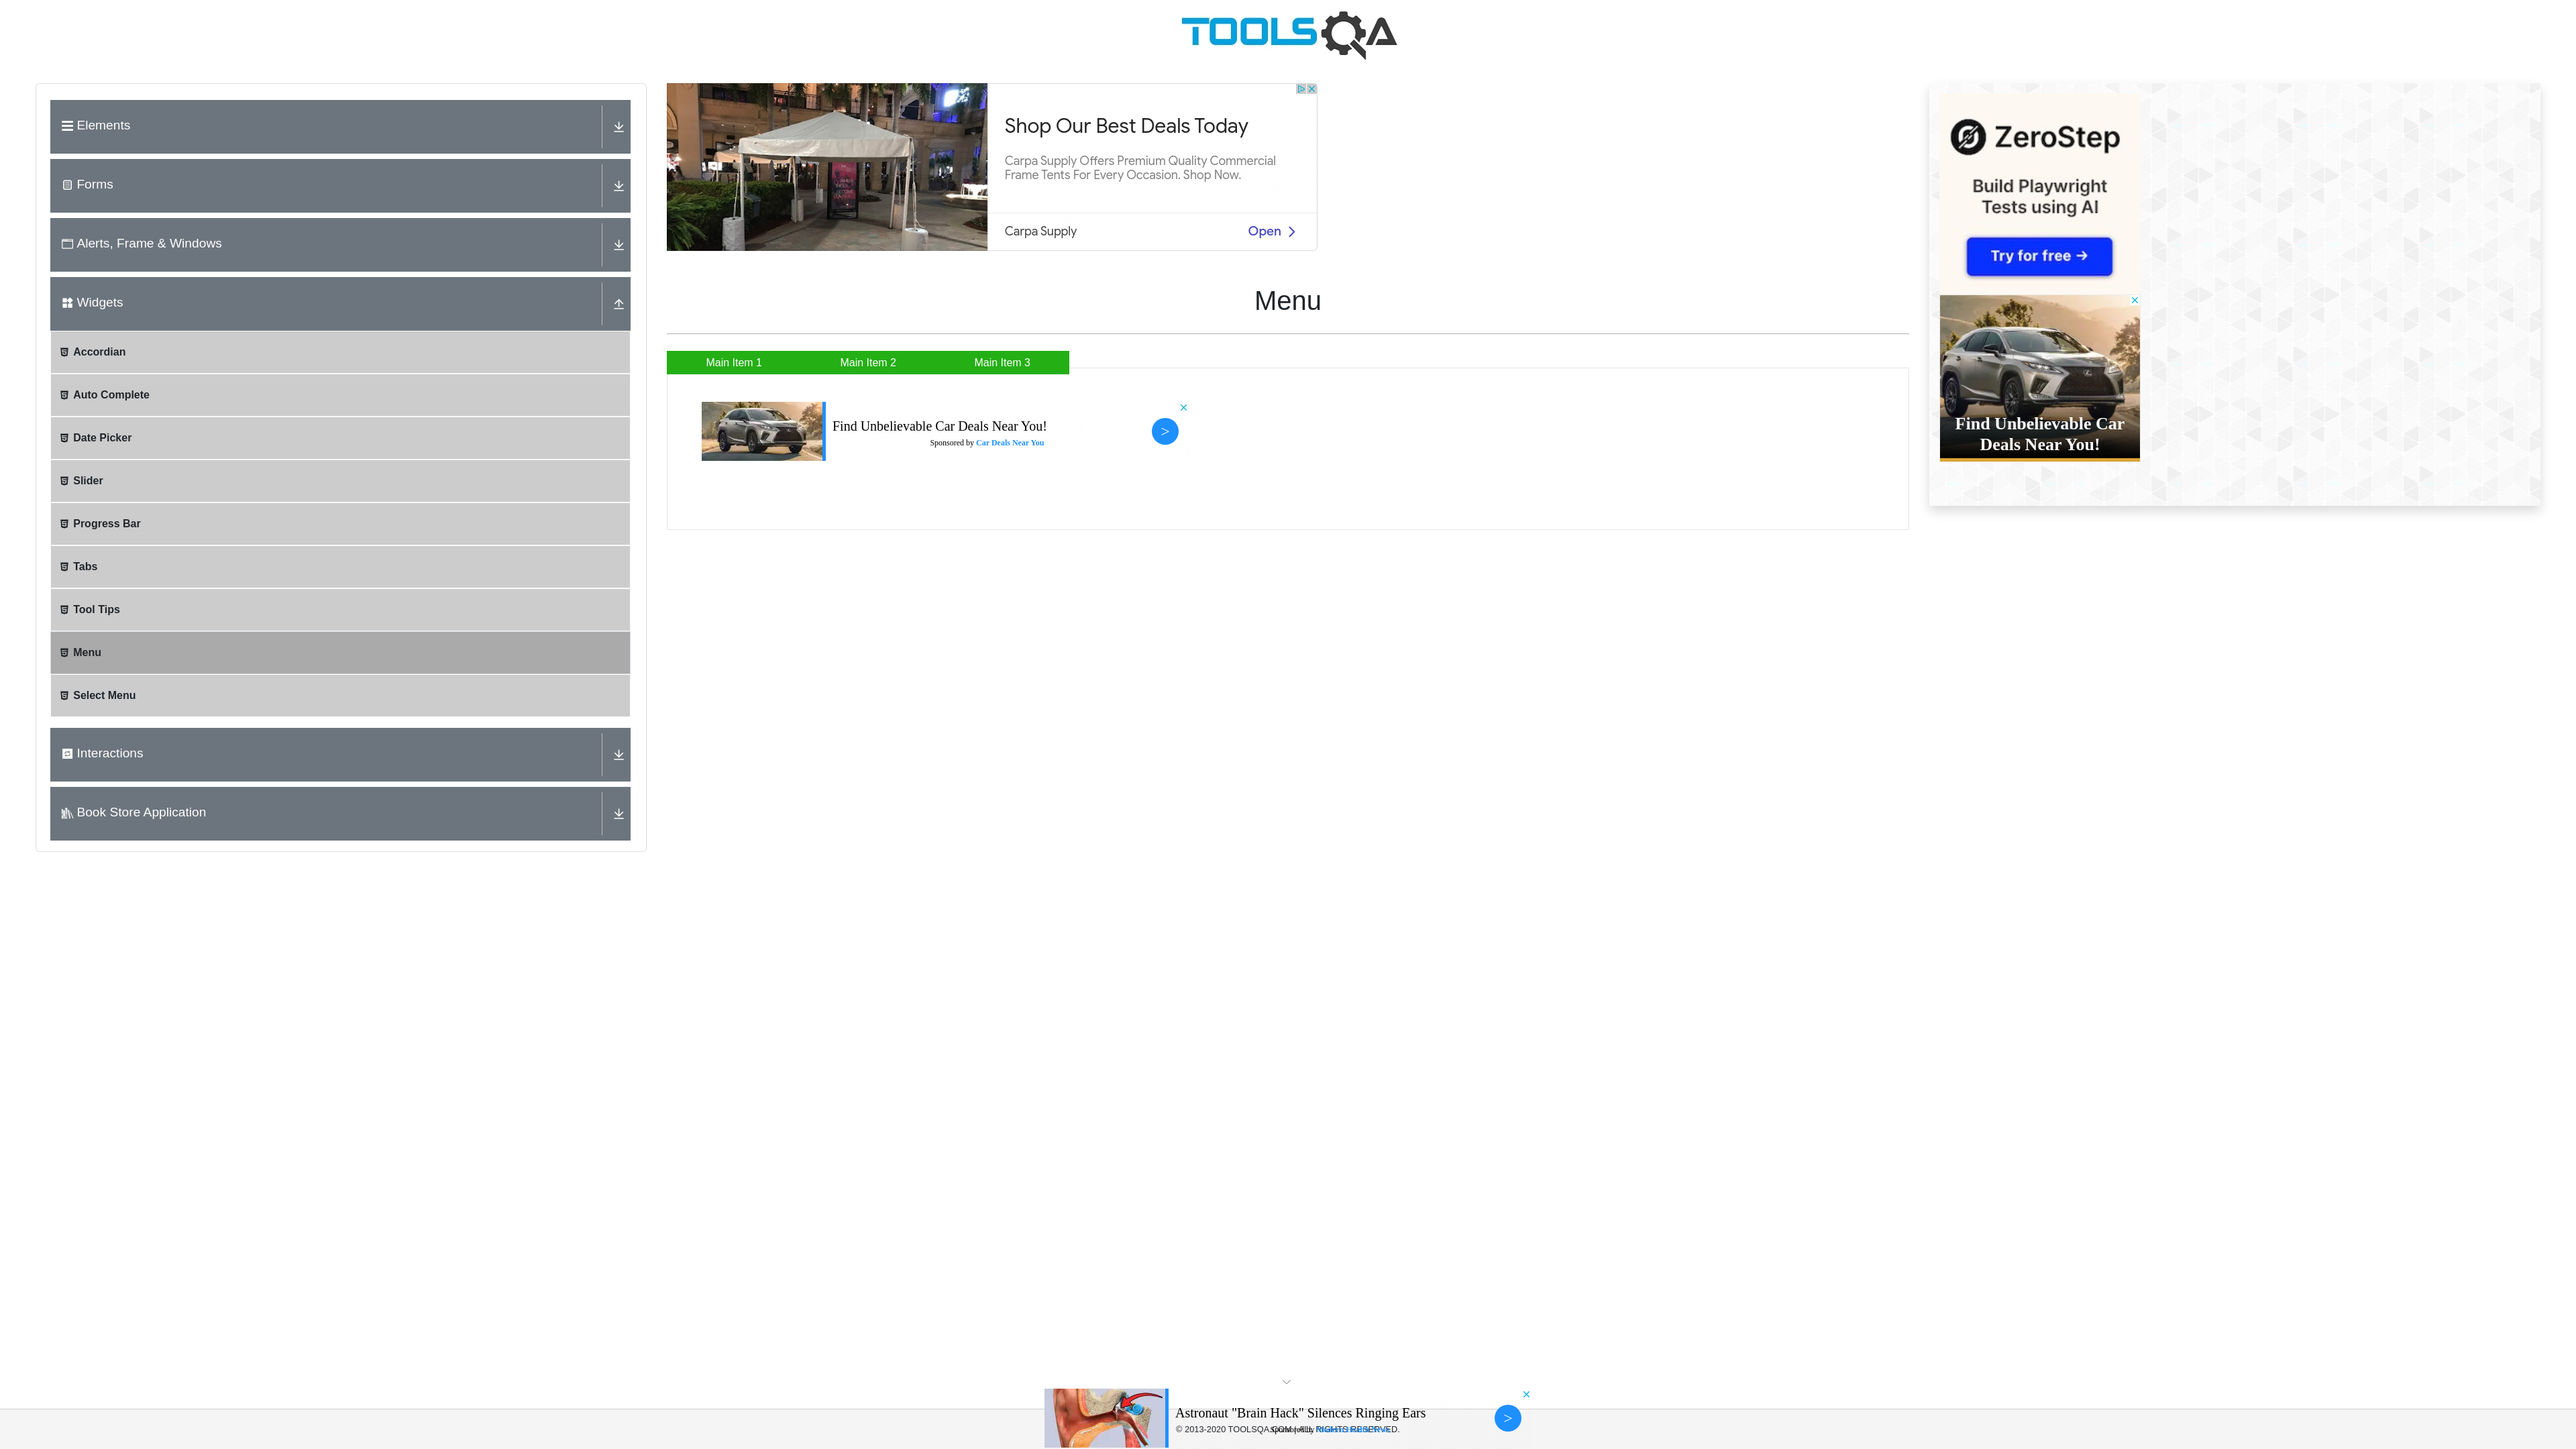 TOOLSQA
Elements
Forms
Alerts, Frame & Windows
Widgets
Accordian
Auto Complete
Date Picker
Slider
Progress Bar
Tabs
Tool Tips
Menu
Select Menu
Interactions
Book Store Application
Shop Our Best Deals Today
Carpa Supply Offers Premium Quality Commercial
Frame Tents For Every Occasion. Shop Now.
Carpa Supply
Open
Menu
Main Item 1
Main Item 2
Main Item 3
Find Unbelievable Car Deals Near You!
Sponsored by Car Deals Near You
>
ZeroStep
Build Playwright
Tests using AI
Try for free →
Find Unbelievable Car
Deals Near You!
Astronaut "Brain Hack" Silences Ringing Ears
>
© 2013-2020 TOOLSQA.COM | ALL RIGHTS RESERVED.